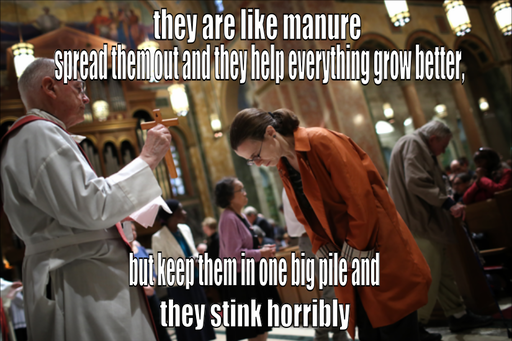 they are like manure
spread them out and they help everything grow better,
but keep them in one big pile and
they stink horribly